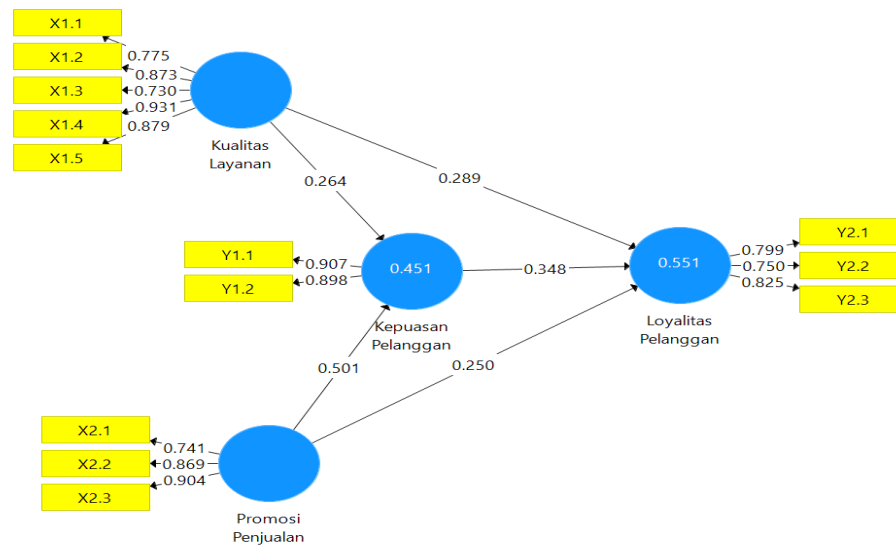 X1.1
X1.2
X1.3
X1.4
X1.5
0.775
0.873
0.730
0.931
0.879
Kualitas
Layanan
0.264
0.289
Y1.1
Y1.2
0.907
0.898
0.451
Kepuasan
Pelanggan
0.348
0.551
Loyalitas
Pelanggan
0.799
0.750
0.825
Y2.1
Y2.2
Y2.3
0.501
0.250
X2.1
X2.2
X2.3
0.741
0.869
0.904
Promosi
Penjualan